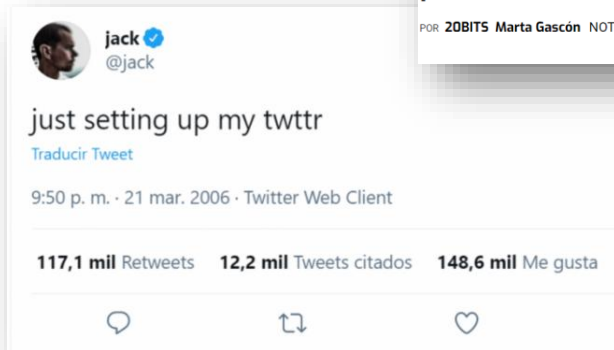 POR 20BITS Marta Gascón NOT
jack
@jack
just setting up my twttr
Traducir Tweet
9:50 p. m. · 21 mar. 2006 · Twitter Web Client
117,1 mil Retweets 12,2 mil Tweets citados 148,6 mil Me gusta